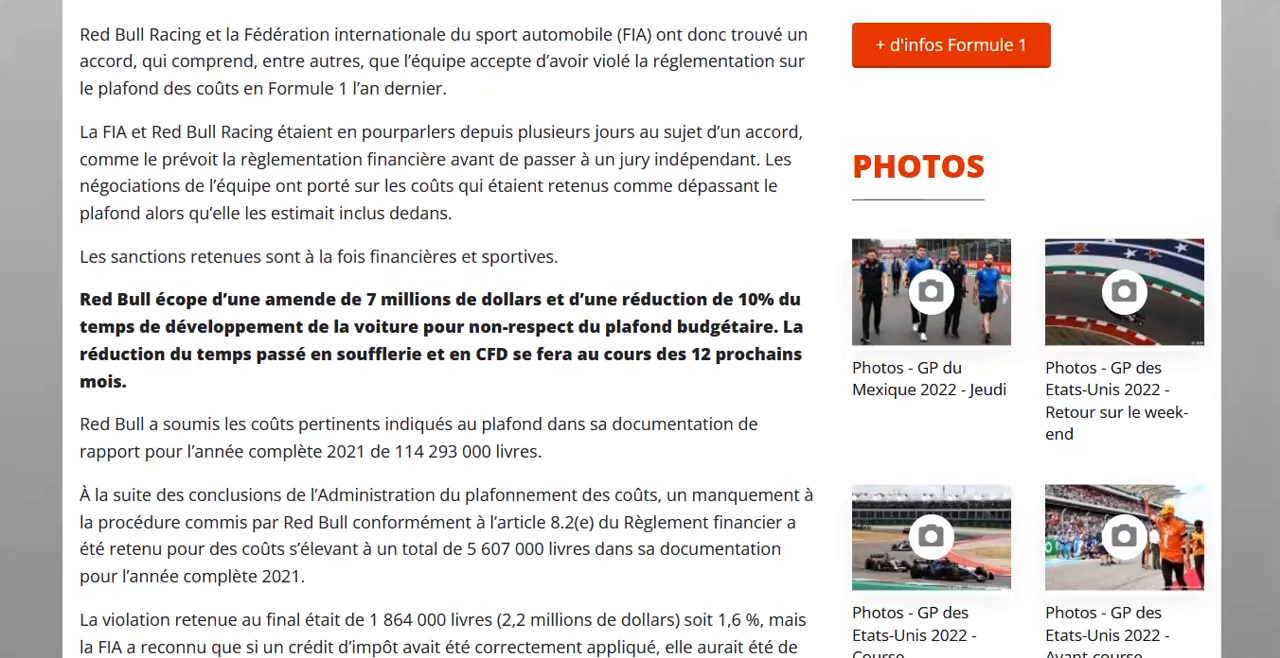 Red Bull Racing et la Fédération internationale du sport automobile (FIA) ont donc trouvé un
accord, qui comprend, entre autres, que l’équipe accepte d’avoir violé la réglementation sur
le plafond des coûts en Formule 1 l’an dernier.
La FIA et Red Bull Racing étaient en pourparlers depuis plusieurs jours au sujet d’un accord,
comme le prévoit la règlementation financière avant de passer à un jury indépendant. Les
négociations de l’équipe ont porté sur les coûts qui étaient retenus comme dépassant le
plafond alors qu’elle les estimait inclus dedans.
Les sanctions retenues sont à la fois financières et sportives.
Red Bull écope d’une amende de 7 millions de dollars et d’une réduction de 10% du
temps de développement de la voiture pour non-respect du plafond budgétaire. La
réduction du temps passé en soufflerie et en CFD se fera au cours des 12 prochains
mois.
Red Bull a soumis les coûts pertinents indiqués au plafond dans sa documentation de
rapport pour l’année complète 2021 de 114 293 000 livres.
À la suite des conclusions de l’Administration du plafonnement des coûts, un manquement à
la procédure commis par Red Bull conformément à l’article 8.2(e) du Règlement financier a
été retenu pour des coûts s’élevant à un total de 5 607 000 livres dans sa documentation
pour l’année complète 2021.
La violation retenue au final était de 1 864 000 livres (2,2 millions de dollars) soit 1,6 %, mais
la FIA a reconnu que si un crédit d’impôt avait été correctement appliqué, elle aurait été de
+ d'infos Formule 1
PHOTOS
Photos - GP du
Mexique 2022 - Jeudi
Photos - GP des
Etats-Unis 2022 -
Retour sur le week-
end
Photos - GP des
Etats-Unis 2022 -
Course
Photos - GP des
Etats-Unis 2022 -
Avant-course